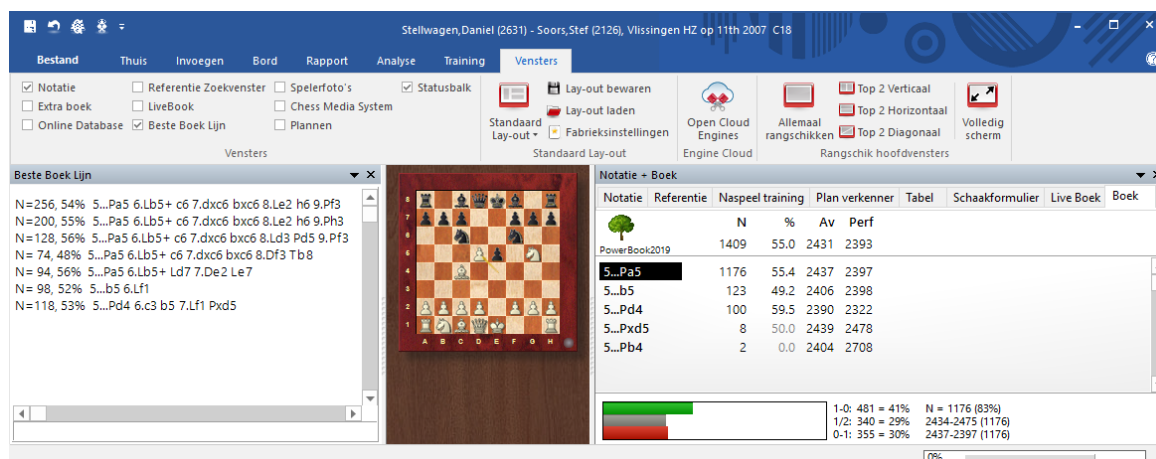 Stellwagen,Daniel (2631) - Soors,Stef (2126), Vlissingen HZ op 11th 2007 C18
Bestand Thuis Invoegen Bord Rapport Analyse Training Vensters
Notatie
Extra boek
Online Database
Referentie Zoekvenster
LiveBook
Beste Boek Lijn
Spelerfoto's
Chess Media System
Plannen
Statusbalk
Vensters
Standaard
Lay-out
Lay-out bewaren
Lay-out laden
Fabrieksinstellingen
Standaard Lay-out
Open Cloud
Engines
Engine Cloud
Allemaal
rangschikken
Top 2 Verticaal
Top 2 Horizontaal
Top 2 Diagonaal
Rangschik hoofdvensters
Volledig
scherm
Beste Boek Lijn
N=256, 54% 5...Pa5 6.Lb5+ c6 7.dxc6 bxc6 8.Le2 h6 9.Pf3
N=200, 55% 5...Pa5 6.Lb5+ c6 7.dxc6 bxc6 8.Le2 h6 9.Ph3
N=128, 56% 5...Pa5 6.Lb5+ c6 7.dxc6 bxc6 8.Ld3 Pd5 9.Pf3
N= 74, 48% 5...Pa5 6.Lb5+ c6 7.dxc6 bxc6 8.Df3 Tb8
N= 94, 56% 5...Pa5 6.Lb5+ Ld7 7.De2 Le7
N= 98, 52% 5...b5 6.Lf1
N=118, 53% 5...Pd4 6.c3 b5 7.Lf1 Pxd5
8
7
6
5
4
3
2
1
A B C D E F G H
Notatie + Boek
Notatie Referentie Naspeel training Plan verkenner Tabel Schaakformulier Live Boek Boek
N % Av Perf
PowerBook2019 1409 55.0 2431 2393
5...Pa5 1176 55.4 2437 2397
5...b5 123 49.2 2406 2398
5...Pd4 100 59.5 2390 2322
5...Pxd5 8 50.0 2439 2478
5...Pb4 2 0.0 2404 2708
1-0: 481 = 41% N = 1176 (83%)
1/2: 340 = 29% 2434-2475 (1176)
0-1: 355 = 30% 2437-2397 (1176)
0%